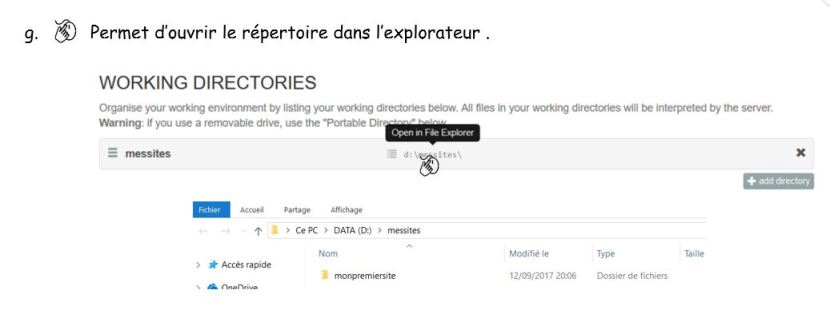 g. Permet d'ouvrir le répertoire dans l'explorateur .
WORKING DIRECTORIES
Organise your working environment by listing your working directories below. All files in your working directories will be interpreted by the server.
Warning: if you use a removable drive, use the "Portable Directory" below
Open in File Explorer
messites d:\messites\
add directory
Fichier Accueil Partage Affichage
> Ce PC > DATA (D:) > messites
Nom Modifié le Type Taille
Accès rapide
monpremiersite 12/09/2017 20:06 Dossier de fichiers
OneDrive